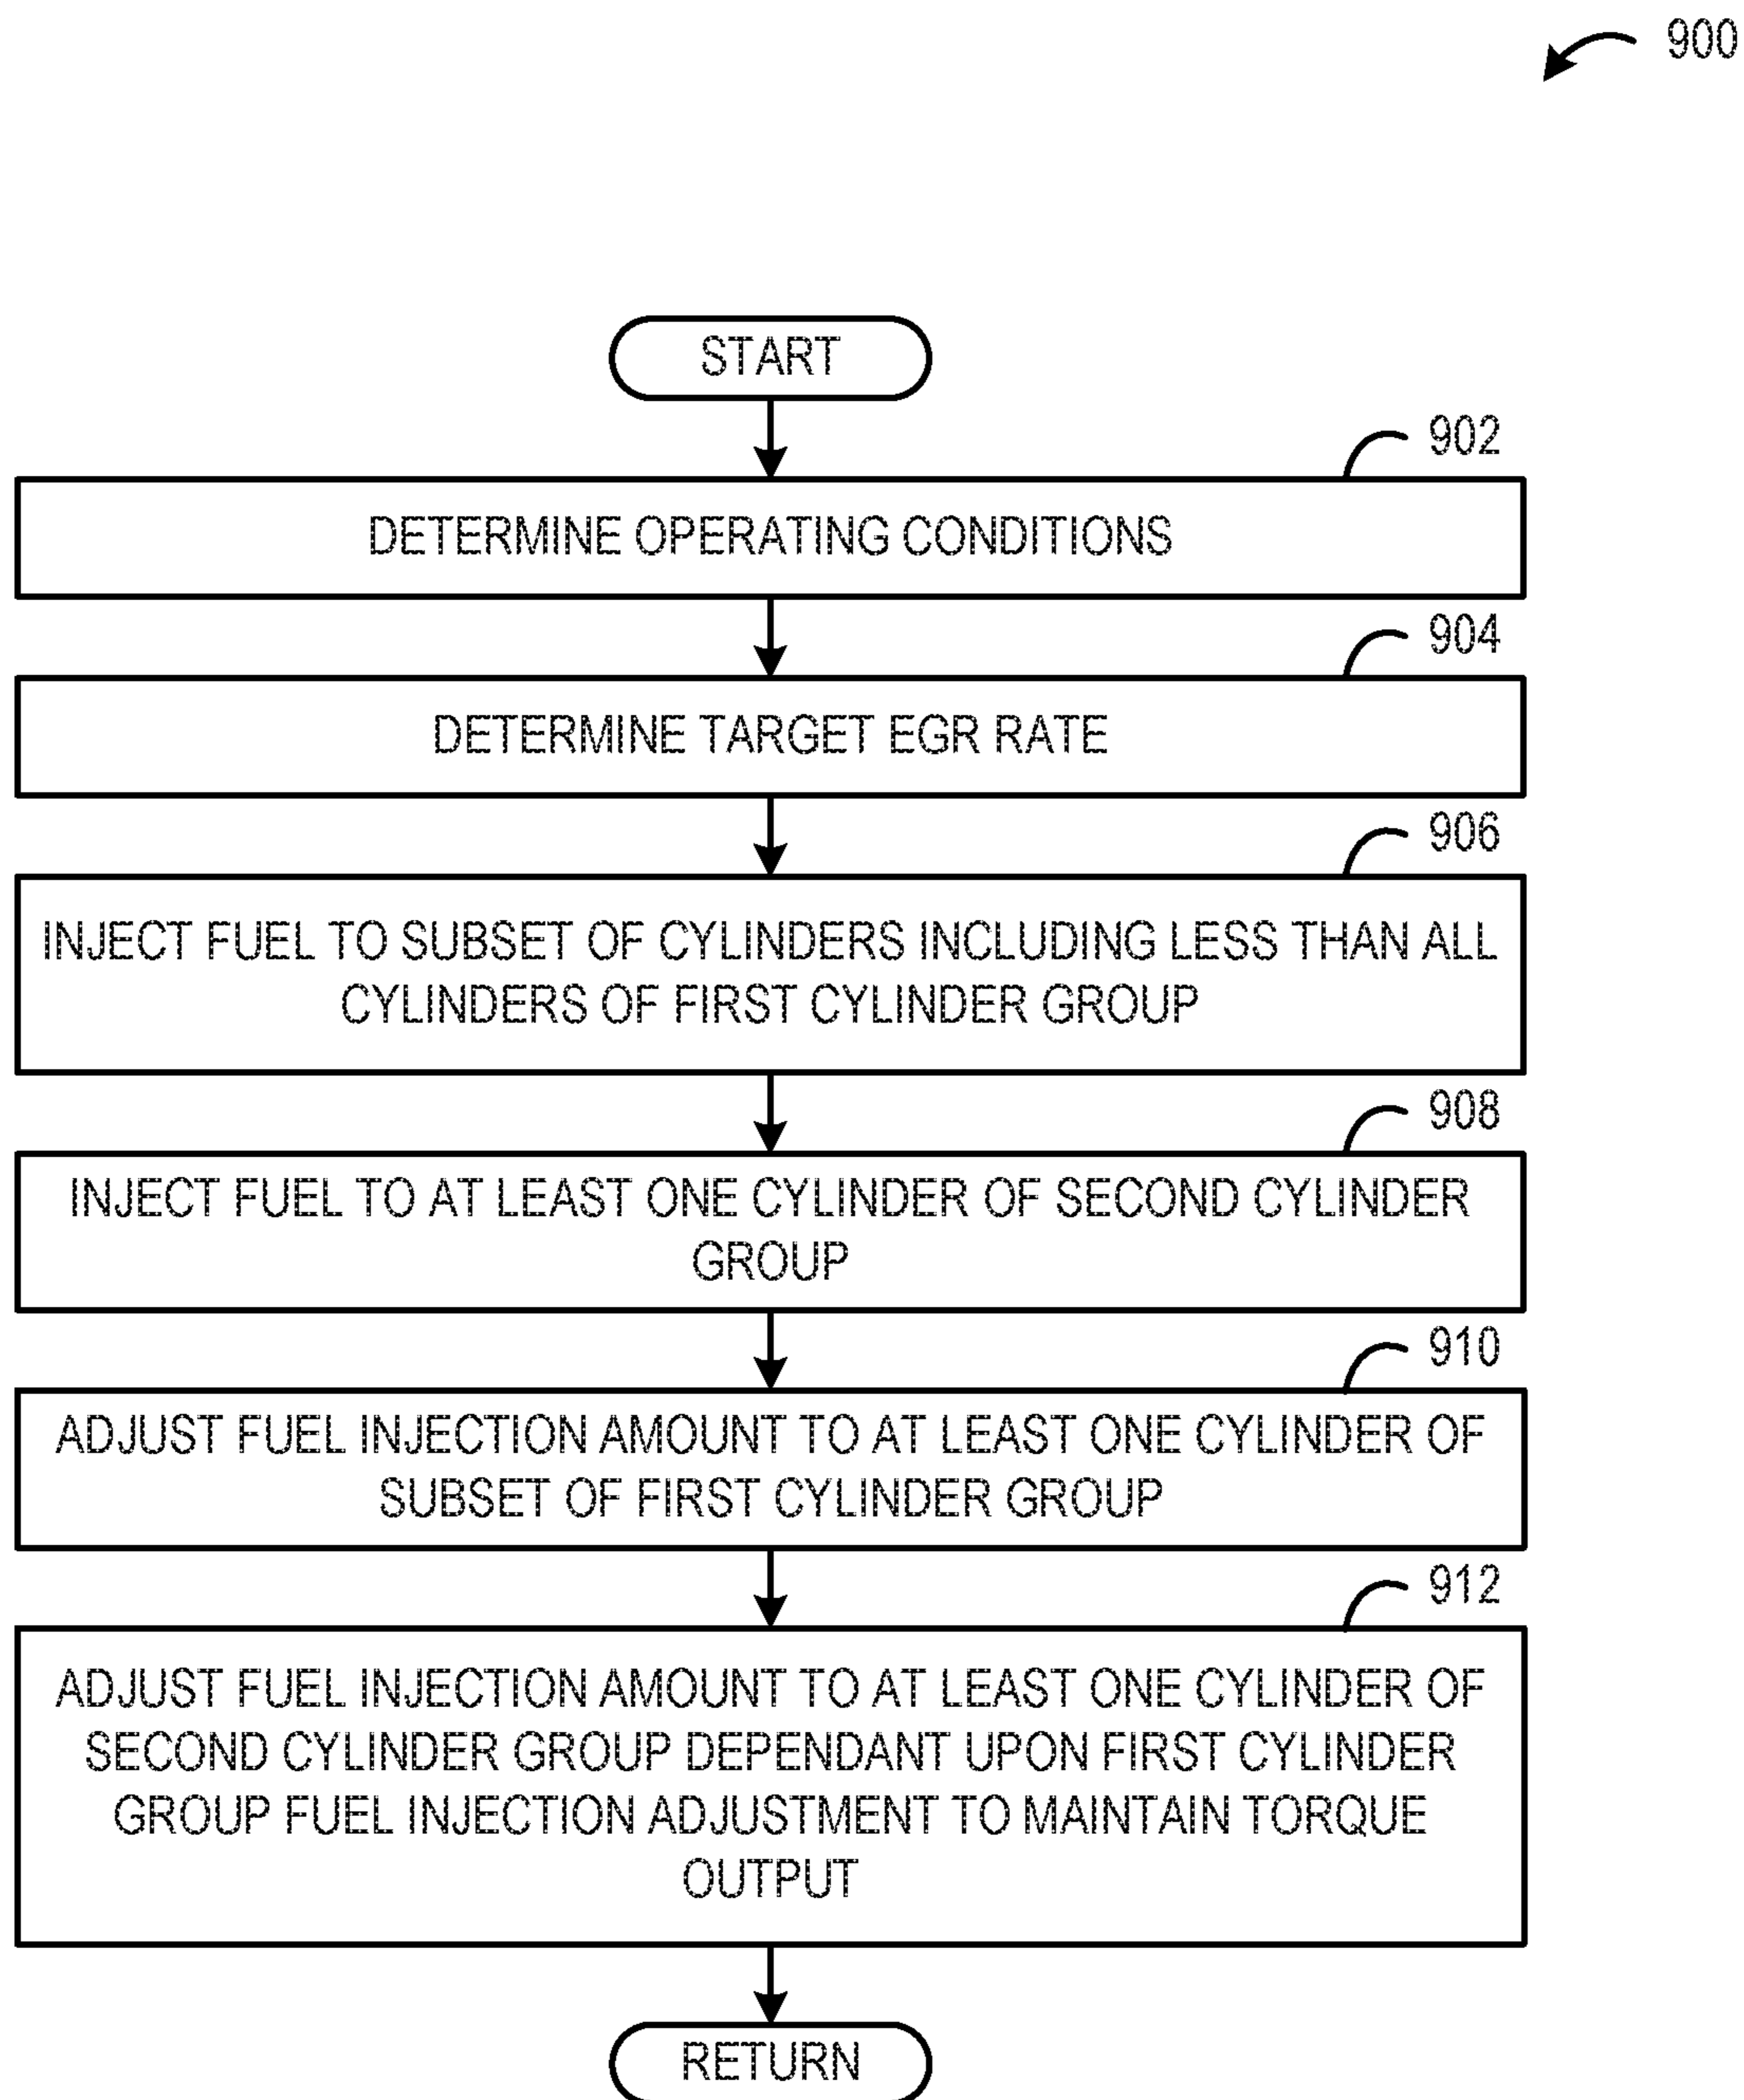 900
START
902
DETERMINE OPERATING CONDITIONS
904
DETERMINE TARGET EGR RATE
906
INJECT FUEL TO SUBSET OF CYLINDERS INCLUDING LESS THAN ALL
CYLINDERS OF FIRST CYLINDER GROUP
908
INJECT FUEL TO AT LEAST ONE CYLINDER OF SECOND CYLINDER
GROUP
910
ADJUST FUEL INJECTION AMOUNT TO AT LEAST ONE CYLINDER OF
SUBSET OF FIRST CYLINDER GROUP
912
ADJUST FUEL INJECTION AMOUNT TO AT LEAST ONE CYLINDER OF
SECOND CYLINDER GROUP DEPENDANT UPON FIRST CYLINDER
GROUP FUEL INJECTION ADJUSTMENT TO MAINTAIN TORQUE
OUTPUT
RETURN